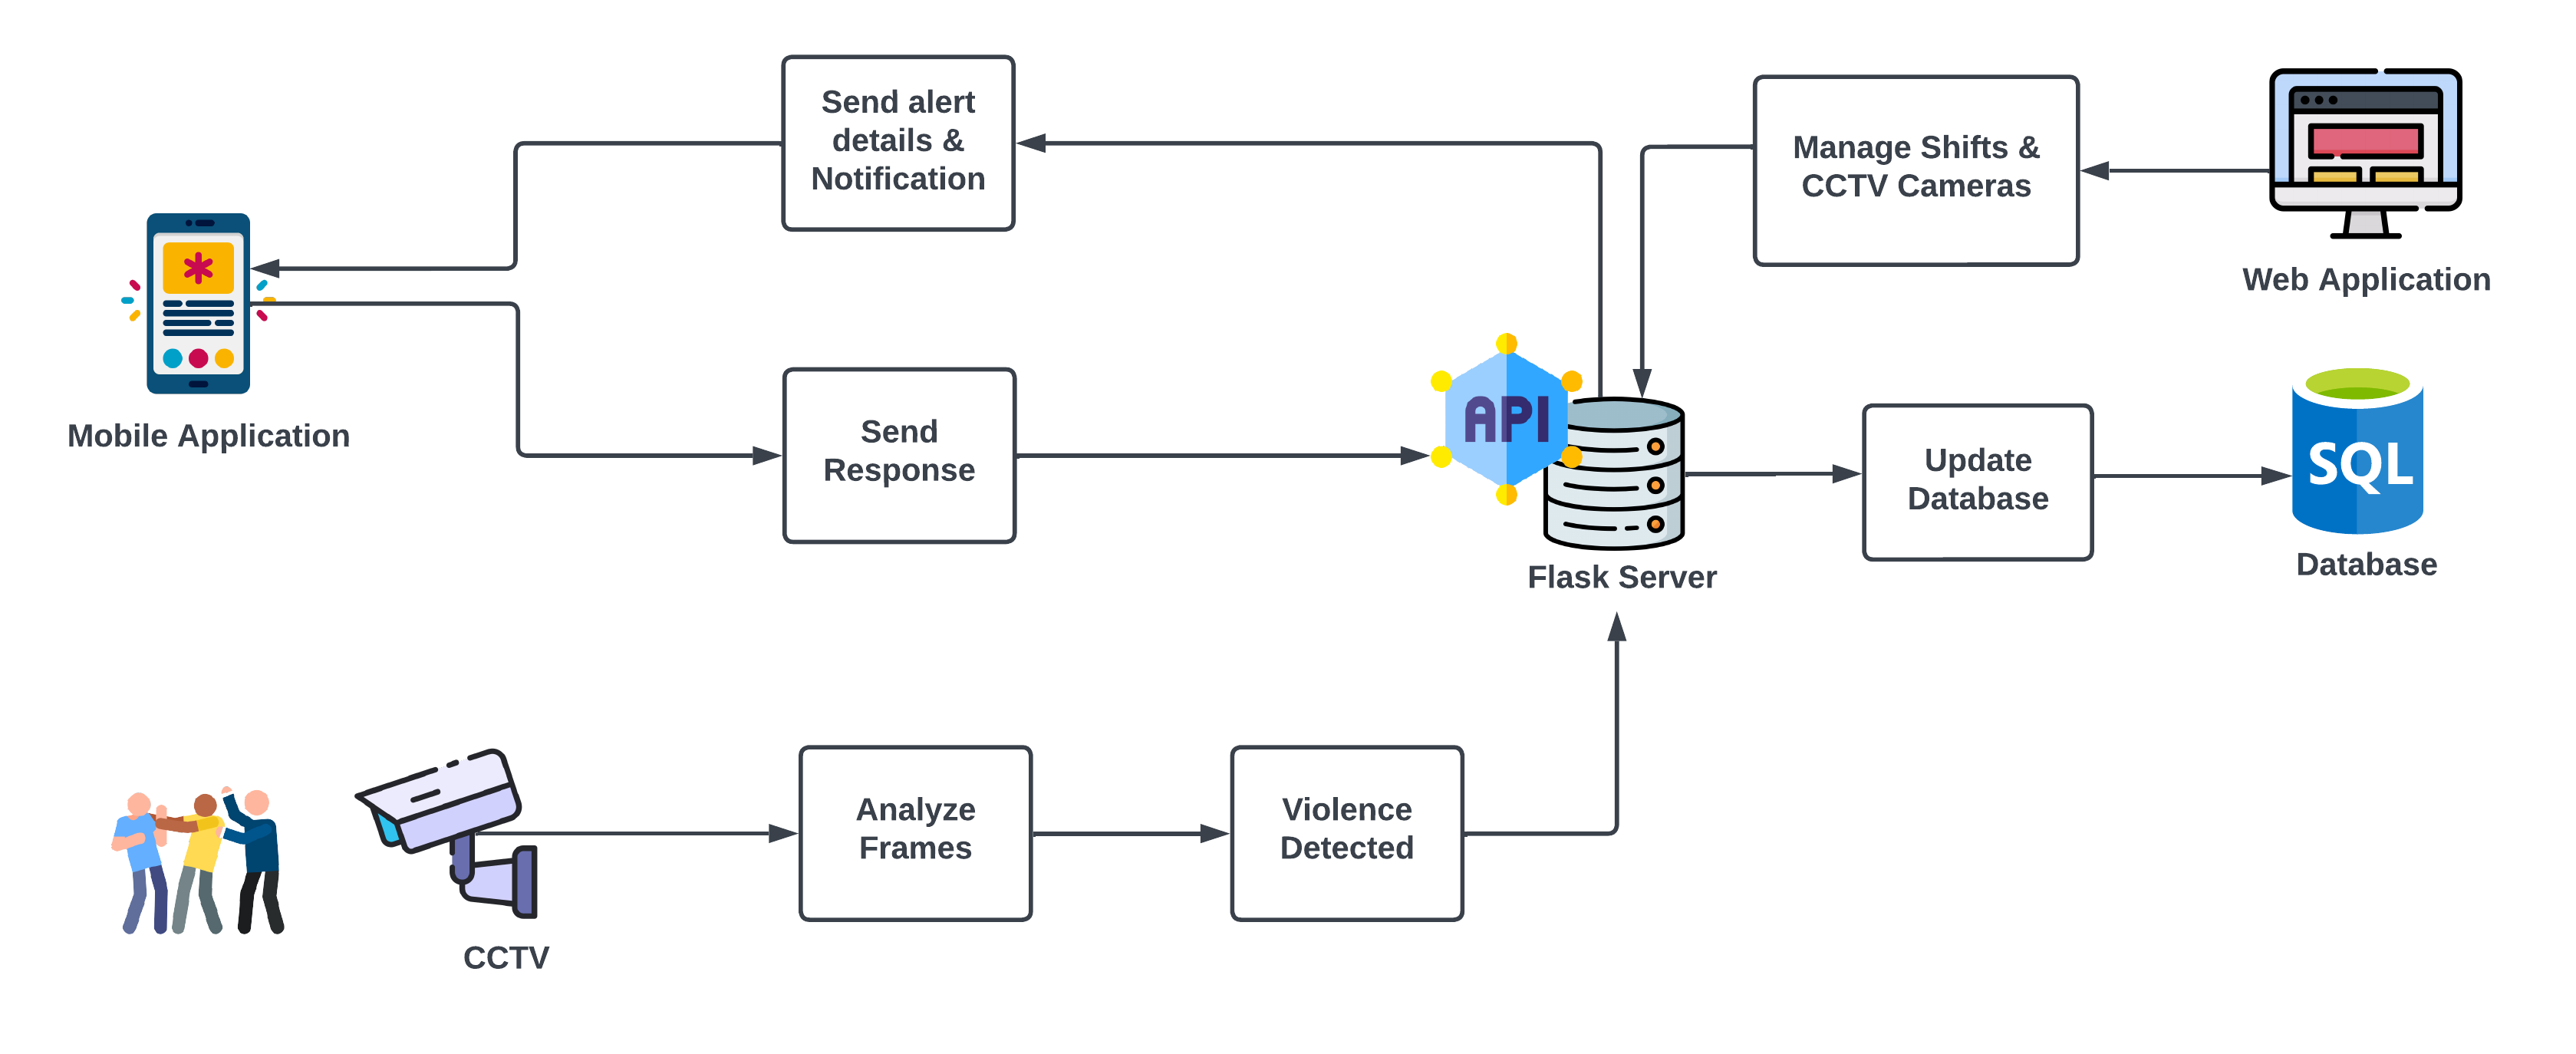 Send alert
details &
Notification
Manage Shifts &
CCTV Cameras
Web Application
Mobile Application
Send
Response
API
Flask Server
Update
Database
SQL
Database
Analyze
Frames
Violence
Detected
CCTV